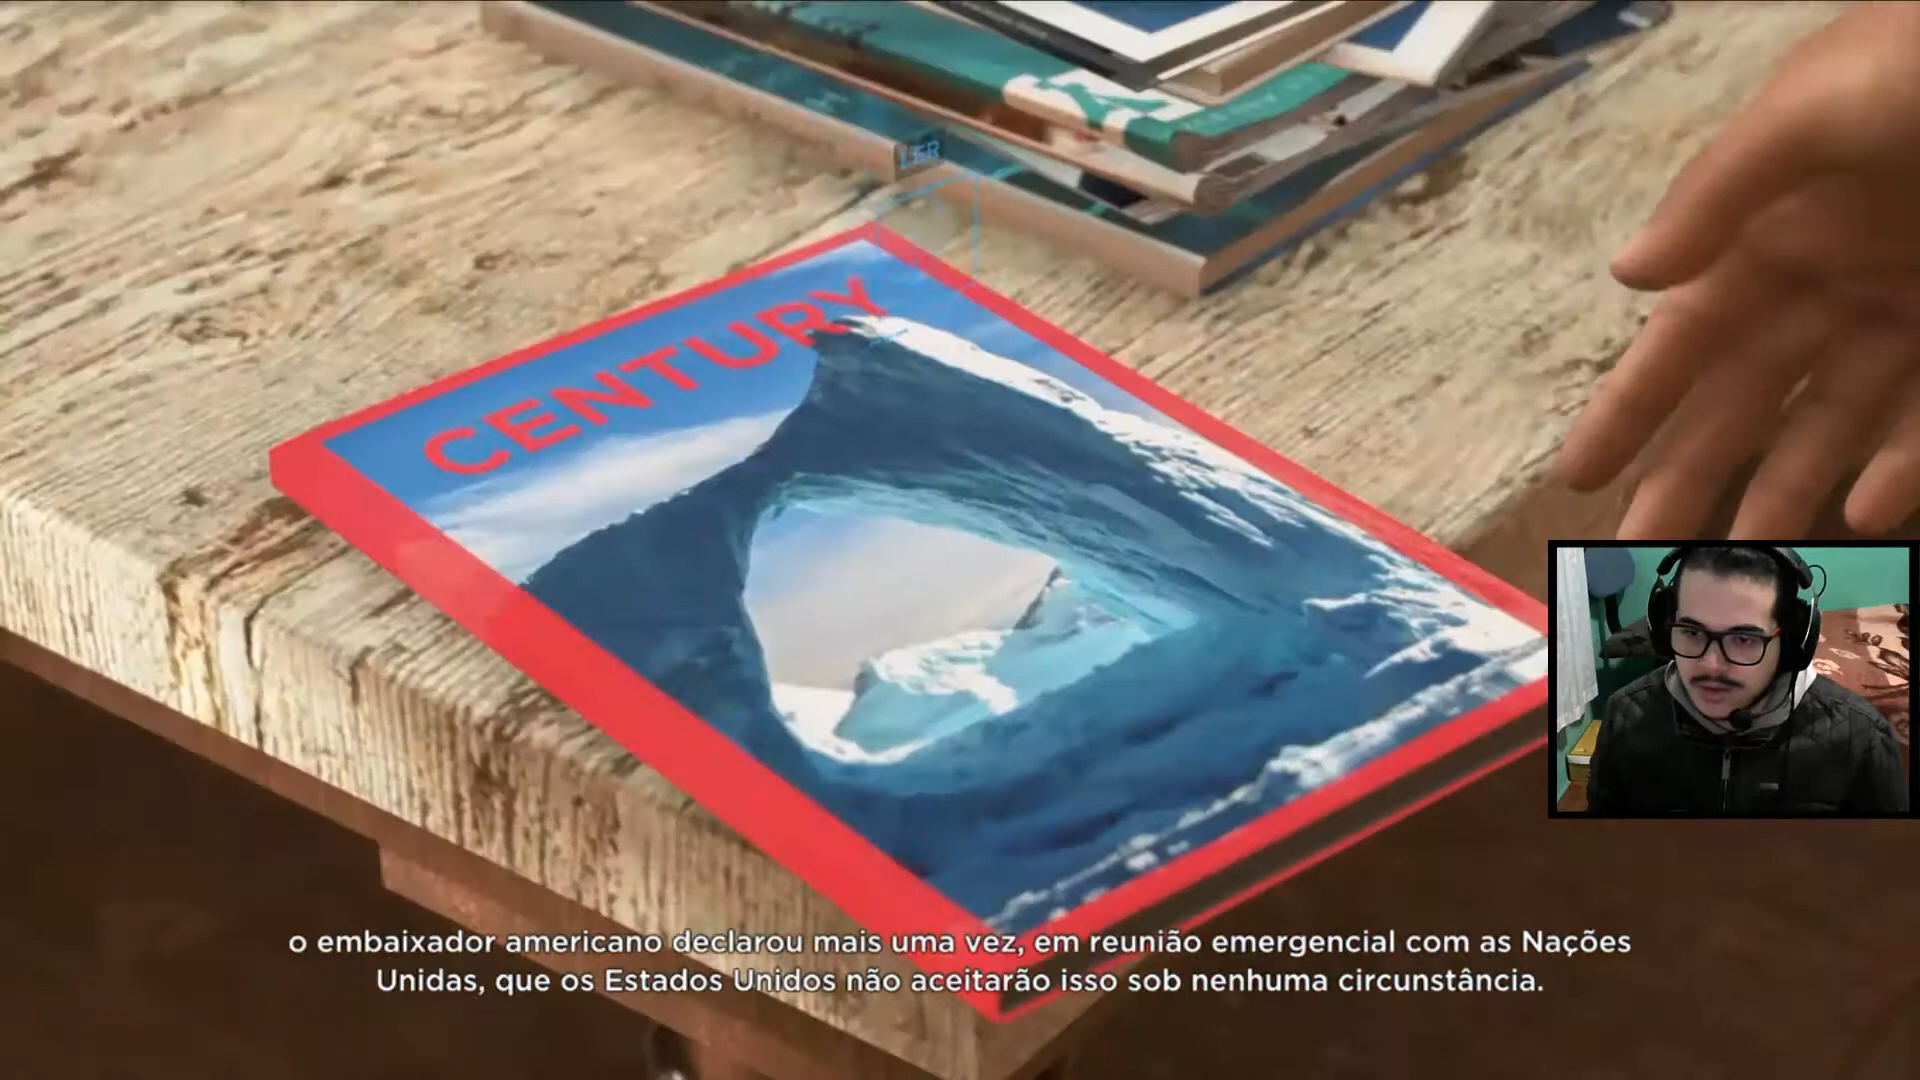 LER
CENTURY
o embaixador americano declarou mais uma vez, em reunião emergencial com as Nações
Unidas, que os Estados Unidos não aceitarão isso sob nenhuma circunstância.